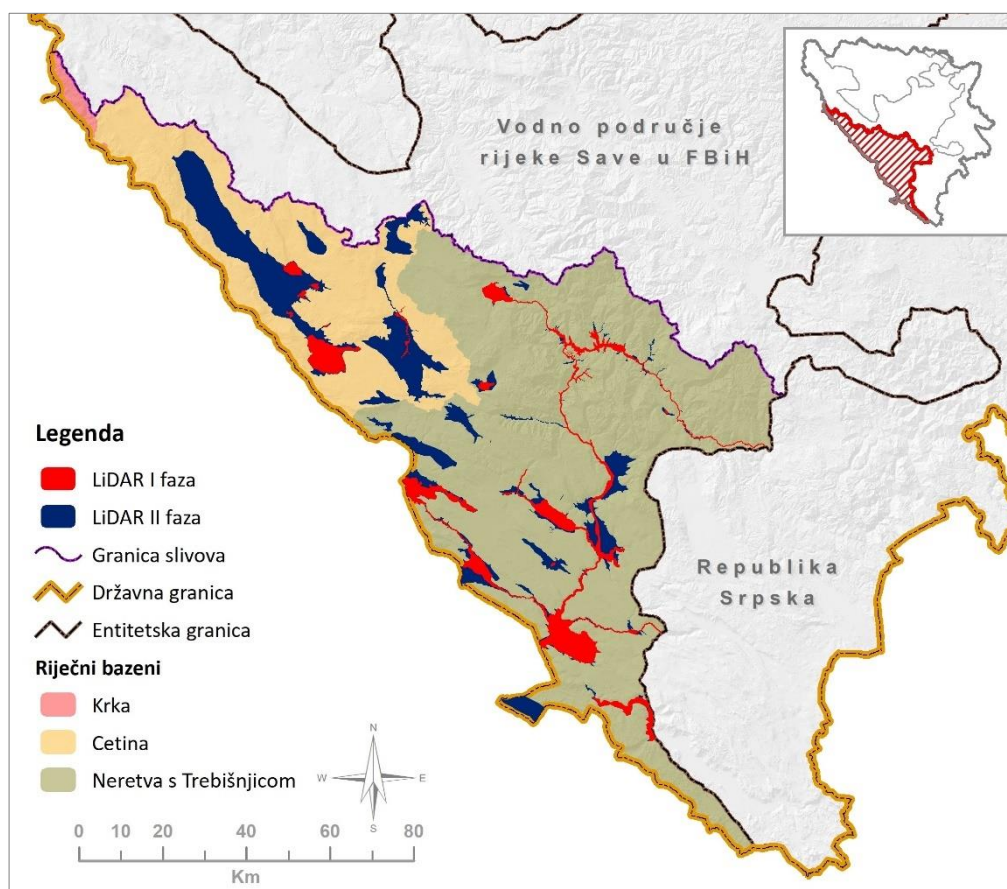 Vodno područje
rijeke Save u FBiH
Republika
Srpska
Legenda
LiDAR I faza
LiDAR II faza
Granica slivova
Državna granica
Entitetska granica
Riječni bazeni
Krka
Cetina
Neretva s Trebišnjicom
N
W E
S
0 10 20 40 60 80
Km